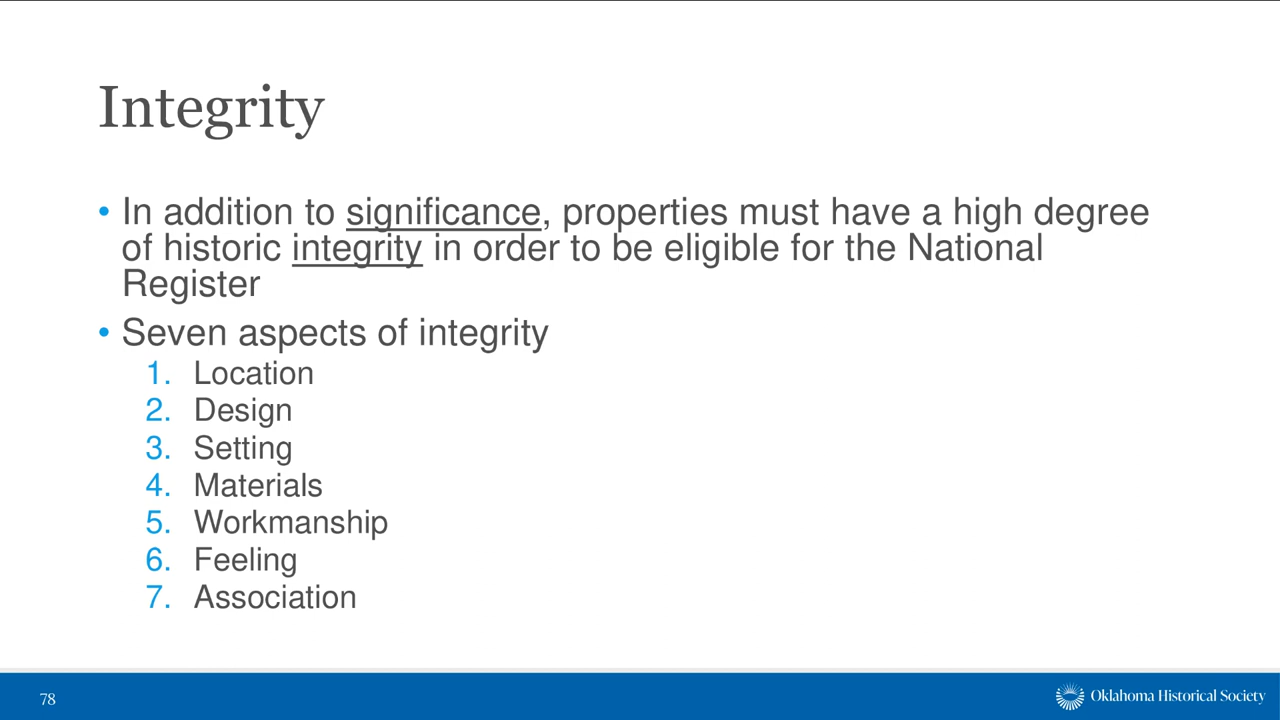 Integrity
• In addition to significance, properties must have a high degree
of historic integrity in order to be eligible for the National
Register
• Seven aspects of integrity
1. Location
2. Design
3. Setting
4. Materials
5. Workmanship
6. Feeling
7. Association
78
Oklahoma Historical Society